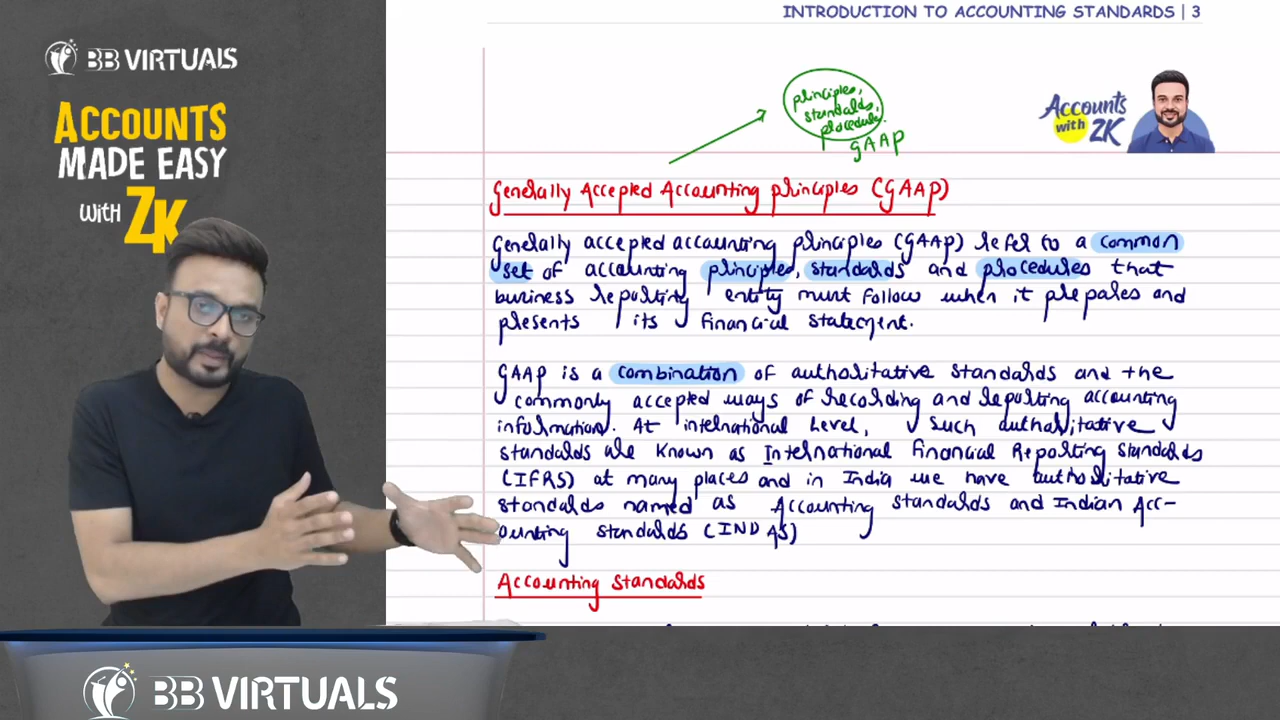 INTRODUCTION TO ACCOUNTING STANDARDS | 3
BB VIRTUALS
ACCOUNTS
MADE EASY
with ZK
principles,
standards,
procedure.
GAAP
Accounts
with ZK
Generally Accepted Accounting principles (GAAP)
Generally accepted accounting principles (GAAP) refer to a common
set of accounting principles, standards and procedures that
business reporting entity must follow when it prepares and
presents its financial statement.
GAAP is a combination of authoritative standards and the
commonly accepted ways of recording and reporting accounting
information. At international level, such authoritative
standards are known as International Financial Reporting Standards
(IFRS) at many places and in India we have authoritative
standards named as Accounting standards and Indian Acc-
ounting standards (IND AS)
Accounting standards
BB VIRTUALS